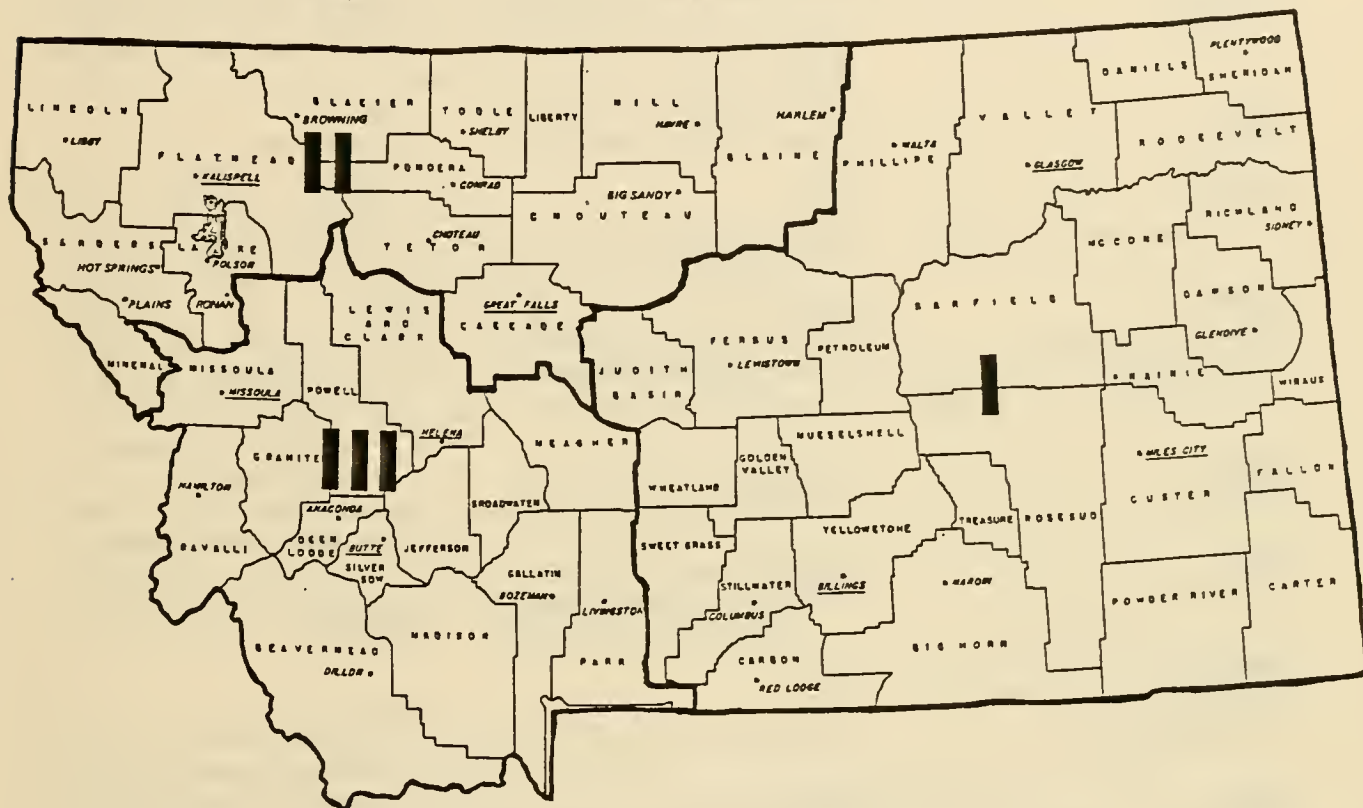 LINCOLN
LIBBY
FLATHEAD
KALISPELL
GLACIER
BROWNING
TOOLE
SHELBY
PONDERA
CONRAD
LIBERTY
HILL
HAVRE
BLAINE
HARLEM
PHILLIPS
MALTA
VALLEY
GLASGOW
DANIELS
PLENTYWOOD
SHERIDAN
ROOSEVELT
SANDERS
HOT SPRINGS
PLAINS
LAKE
POLSON
RONAN
TETON
CHOTEAU
CHOUTEAU
BIG SANDY
MCCONE
RICHLAND
SIDNEY
DAWSON
GLENDIVE
GARFIELD
MINERAL
MISSOULA
MISSOULA
POWELL
LEWIS
AND
CLARK
GREAT FALLS
CASCADE
JUDITH
BASIN
FERGUS
LEWISTOWN
PETROLEUM
PRAIRIE
WIBAUX
III
II
I
GRANITE
HELENA
MEAGHER
BROADWATER
WHEATLAND
GOLDEN
VALLEY
MUSSELSHELL
MILES CITY
CUSTER
FALLON
HAMILTON
RAVALLI
ANACONDA
DEER
LODGE
BUTTE
SILVER
BOW
JEFFERSON
GALLATIN
BOZEMAN
LIVINGSTON
PARK
SWEET GRASS
STILLWATER
COLUMBUS
YELLOWSTONE
BILLINGS
TREASURE
ROSEBUD
HARDIN
BIG HORN
POWDER RIVER
CARTER
BEAVERHEAD
DILLON
MADISON
CARBON
RED LODGE